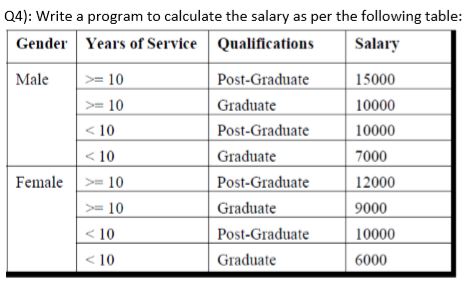 Q4): Write a program to calculate the salary as per the following table:
Gender Years of Service Qualifications Salary
Male >= 10 Post-Graduate 15000
>= 10 Graduate 10000
< 10 Post-Graduate 10000
< 10 Graduate 7000
Female >= 10 Post-Graduate 12000
>= 10 Graduate 9000
< 10 Post-Graduate 10000
< 10 Graduate 6000